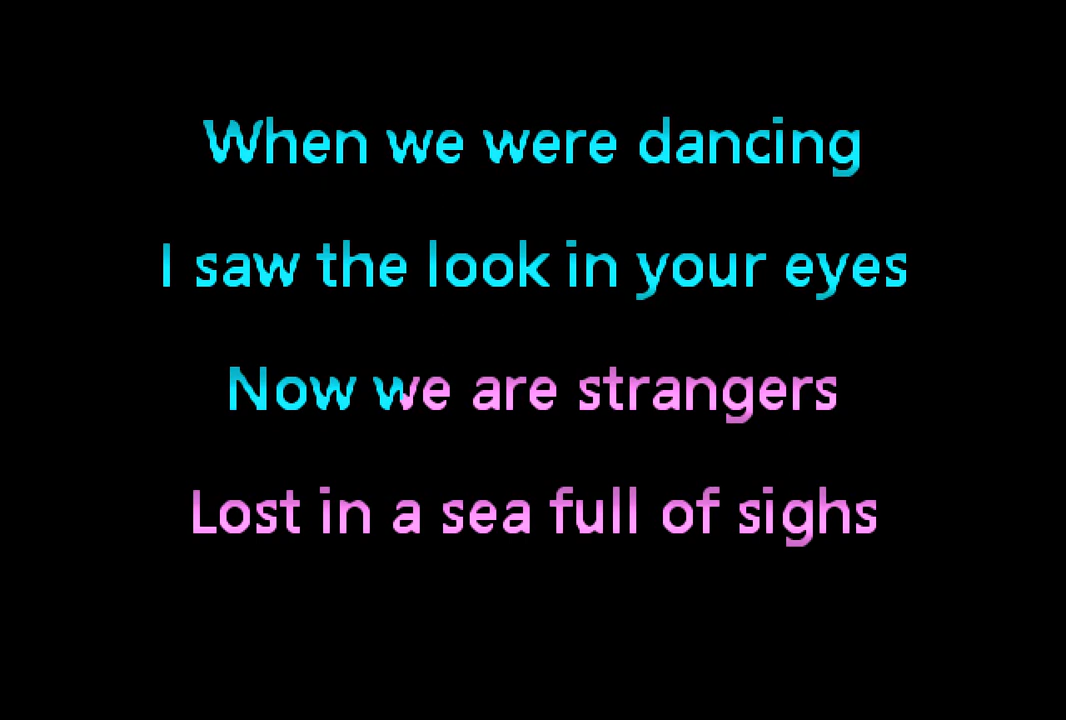 When we were dancing
I saw the look in your eyes
Now we are strangers
Lost in a sea full of sighs